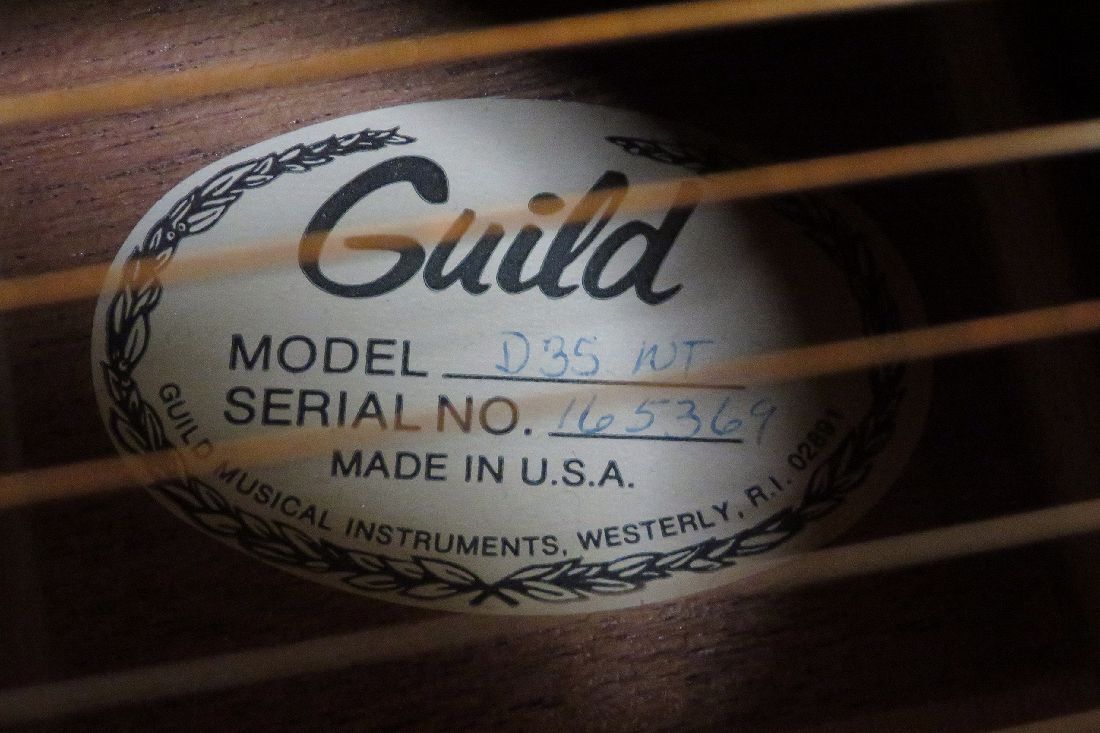 Guild
MODEL D35 NT
SERIAL NO. 165369
MADE IN U.S.A.
GUILD MUSICAL INSTRUMENTS, WESTERLY, R.I. 02891